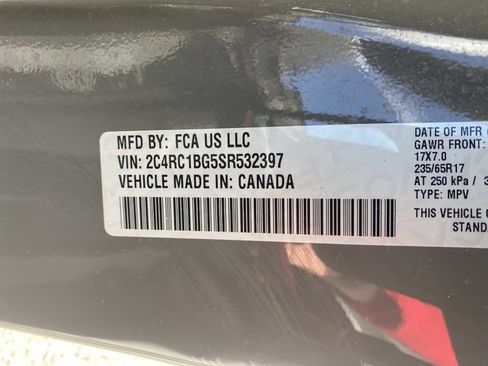 MFD BY: FCA US LLC
VIN: 2C4RC1BG5SR532397
VEHICLE MADE IN: CANADA
DATE OF MFR
GAWR FRONT:
17X7.0
235/65R17
AT 250 kPa /
TYPE: MPV
THIS VEHICLE